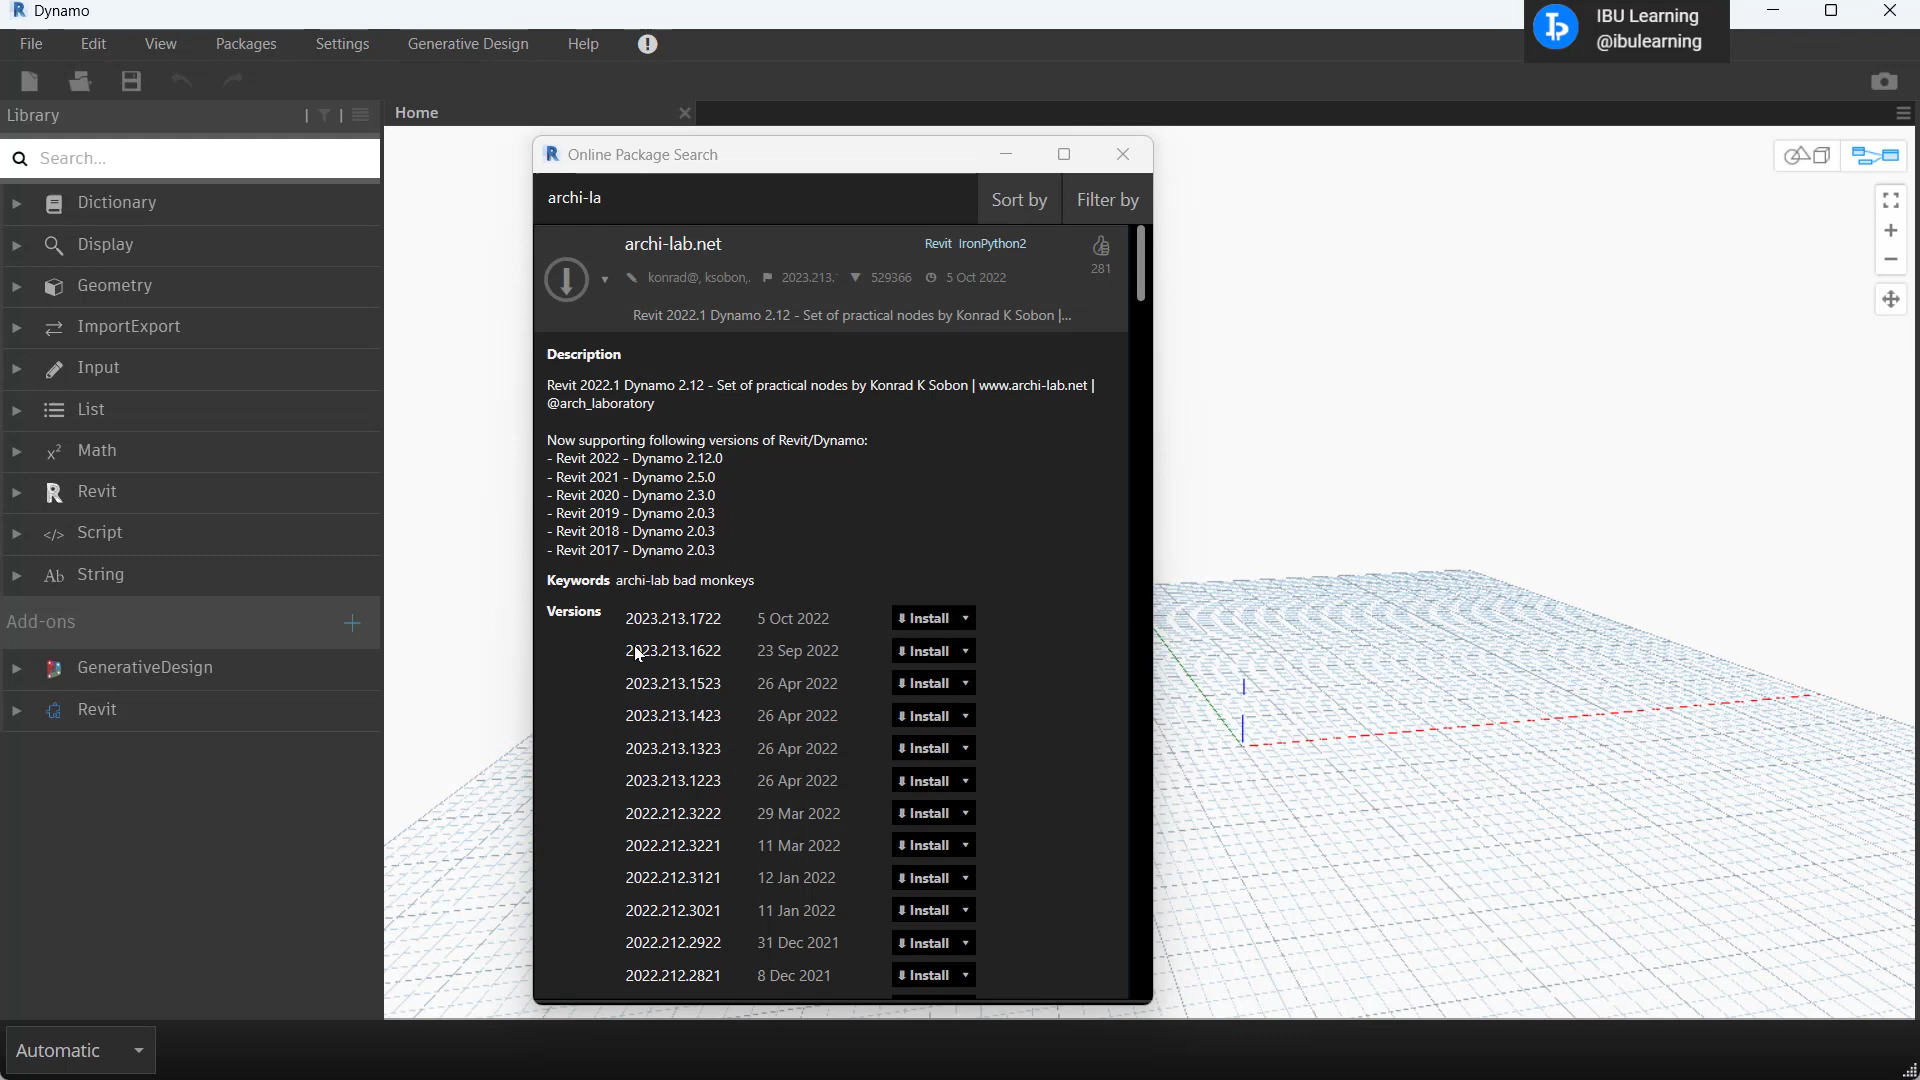 Dynamo
IBU Learning
@ibulearning
File Edit View Packages Settings Generative Design Help
Library
Home
Search...
Dictionary
Display
Geometry
ImportExport
Input
List
Math
Revit
Script
String
Add-ons
GenerativeDesign
Revit
Automatic
Online Package Search
archi-la Sort by Filter by
archi-lab.net Revit IronPython2
konrad@, ksobon,. 2023.213. 529366 5 Oct 2022 281
Revit 2022.1 Dynamo 2.12 - Set of practical nodes by Konrad K Sobon |...
Description
Revit 2022.1 Dynamo 2.12 - Set of practical nodes by Konrad K Sobon | www.archi-lab.net |
@arch_laboratory
Now supporting following versions of Revit/Dynamo:
- Revit 2022 - Dynamo 2.12.0
- Revit 2021 - Dynamo 2.5.0
- Revit 2020 - Dynamo 2.3.0
- Revit 2019 - Dynamo 2.0.3
- Revit 2018 - Dynamo 2.0.3
- Revit 2017 - Dynamo 2.0.3
Keywords archi-lab bad monkeys
Versions 2023.213.1722 5 Oct 2022 Install
2023.213.1622 23 Sep 2022 Install
2023.213.1523 26 Apr 2022 Install
2023.213.1423 26 Apr 2022 Install
2023.213.1323 26 Apr 2022 Install
2023.213.1223 26 Apr 2022 Install
2022.212.3222 29 Mar 2022 Install
2022.212.3221 11 Mar 2022 Install
2022.212.3121 12 Jan 2022 Install
2022.212.3021 11 Jan 2022 Install
2022.212.2922 31 Dec 2021 Install
2022.212.2821 8 Dec 2021 Install